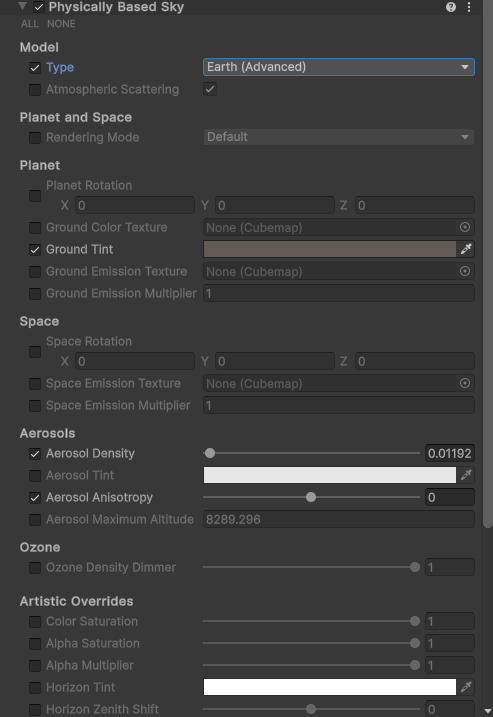 Physically Based Sky
ALL NONE
Model
Type Earth (Advanced)
Atmospheric Scattering
Planet and Space
Rendering Mode Default
Planet
Planet Rotation
X 0 Y 0 Z 0
Ground Color Texture None (Cubemap)
Ground Tint
Ground Emission Texture None (Cubemap)
Ground Emission Multiplier 1
Space
Space Rotation
X 0 Y 0 Z 0
Space Emission Texture None (Cubemap)
Space Emission Multiplier 1
Aerosols
Aerosol Density 0.01192
Aerosol Tint
Aerosol Anisotropy 0
Aerosol Maximum Altitude 8289.296
Ozone
Ozone Density Dimmer 1
Artistic Overrides
Color Saturation 1
Alpha Saturation 1
Alpha Multiplier 1
Horizon Tint
Horizon Zenith Shift 0